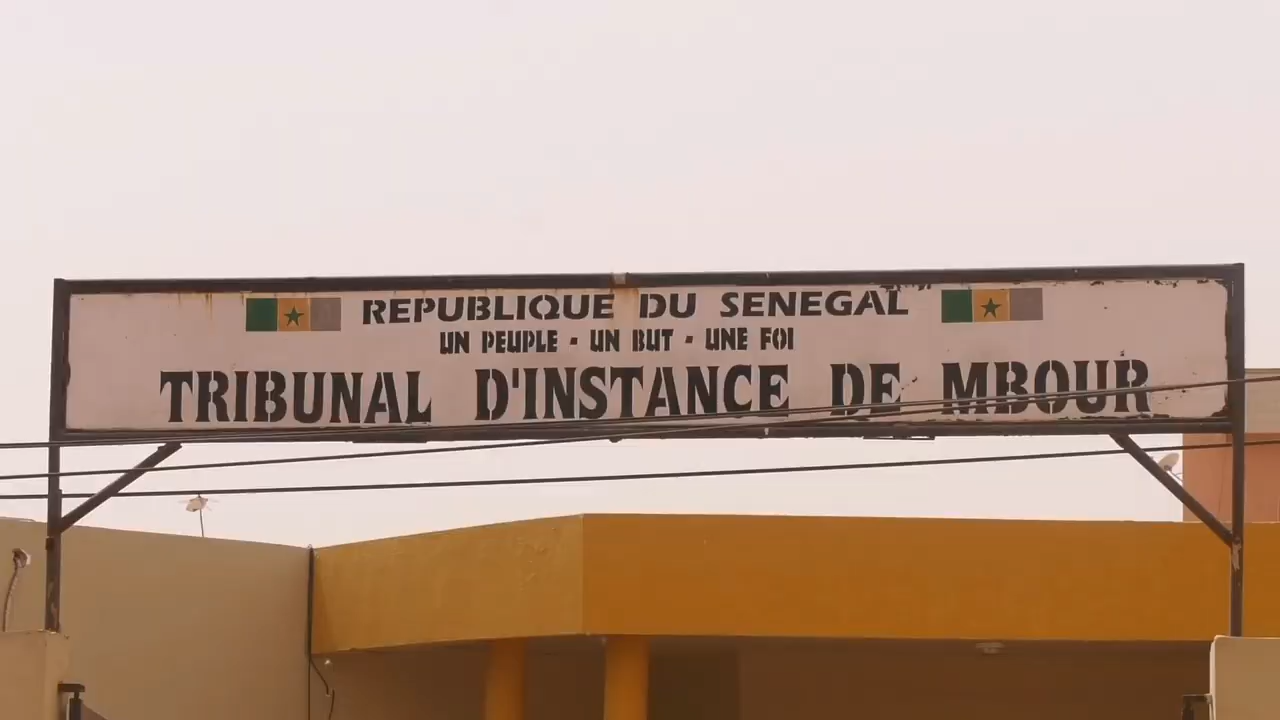 REPUBLIQUE DU SENEGAL
UN PEUPLE - UN BUT - UNE FOI
TRIBUNAL D'INSTANCE DE MBOUR